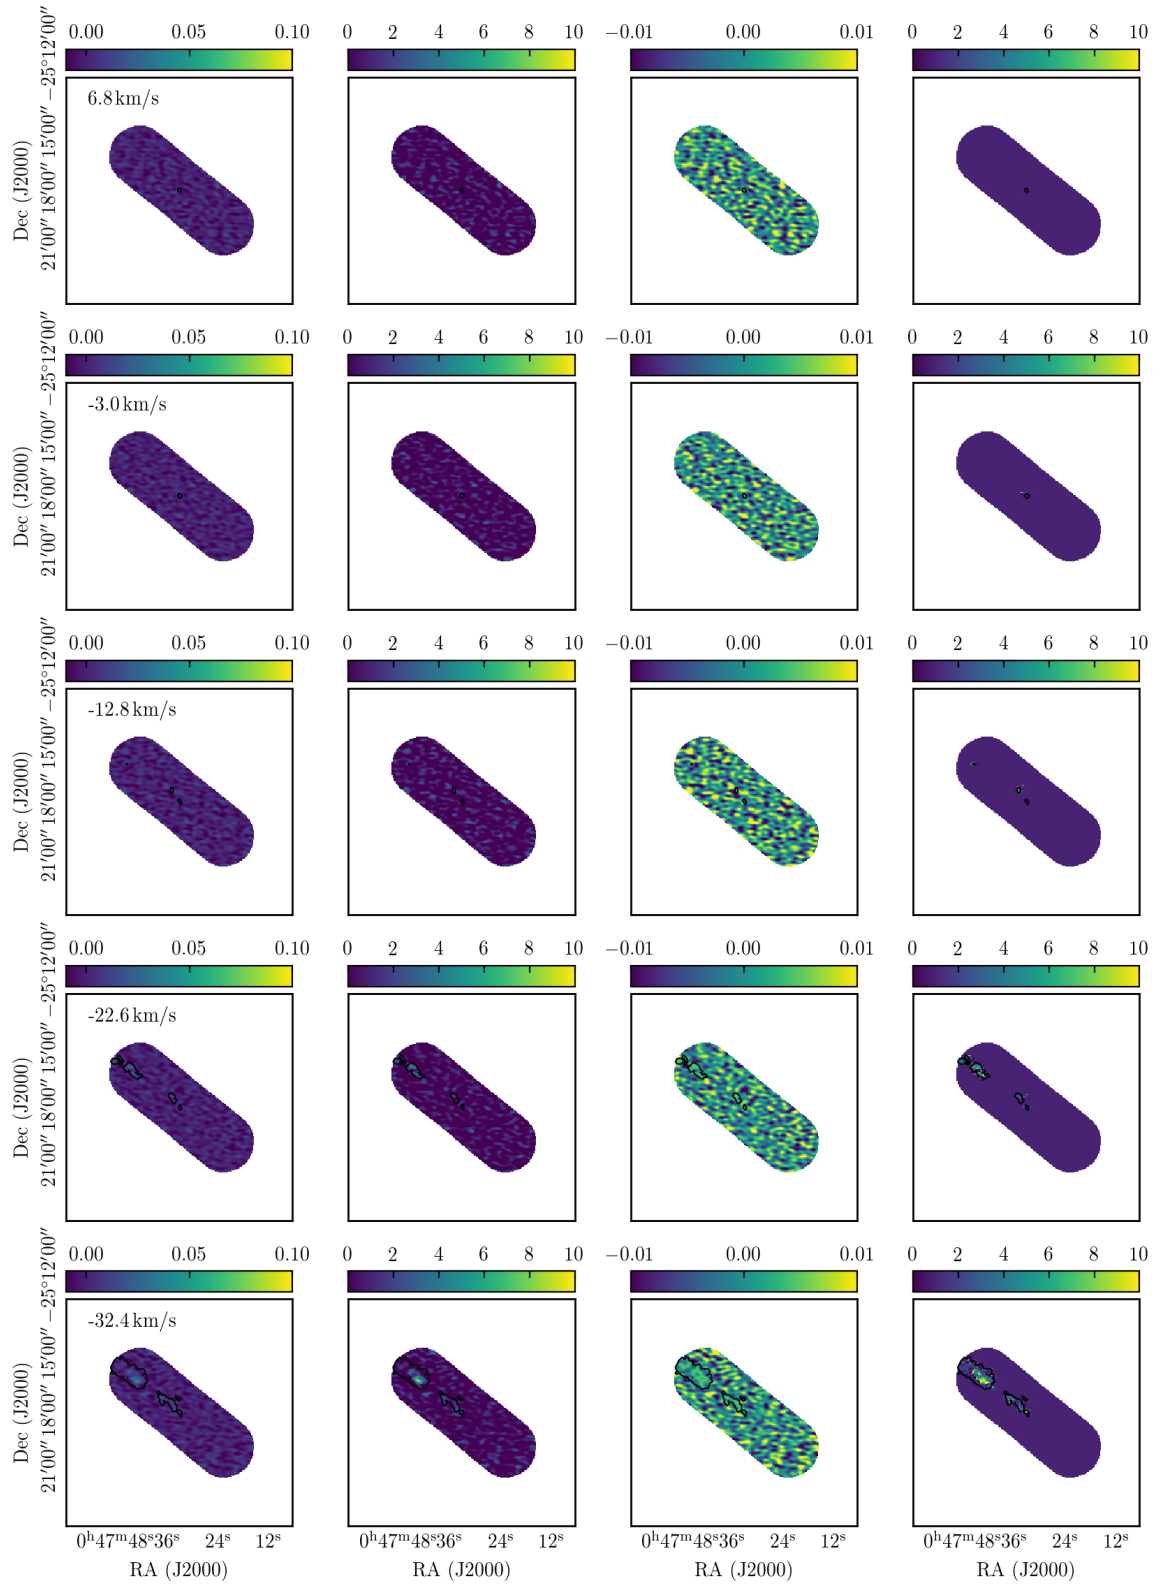 0.00 0.05 0.10 0 2 4 6 8 10 −0.01 0.00 0.01 0 2 4 6 8 10
6.8 km/s
Dec (J2000)
21′00″ 18′00″ 15′00″ −25°12′00″
0.00 0.05 0.10 0 2 4 6 8 10 −0.01 0.00 0.01 0 2 4 6 8 10
-3.0 km/s
Dec (J2000)
21′00″ 18′00″ 15′00″ −25°12′00″
0.00 0.05 0.10 0 2 4 6 8 10 −0.01 0.00 0.01 0 2 4 6 8 10
-12.8 km/s
Dec (J2000)
21′00″ 18′00″ 15′00″ −25°12′00″
0.00 0.05 0.10 0 2 4 6 8 10 −0.01 0.00 0.01 0 2 4 6 8 10
-22.6 km/s
Dec (J2000)
21′00″ 18′00″ 15′00″ −25°12′00″
0.00 0.05 0.10 0 2 4 6 8 10 −0.01 0.00 0.01 0 2 4 6 8 10
-32.4 km/s
Dec (J2000)
21′00″ 18′00″ 15′00″ −25°12′00″
0ʰ47ᵐ48ˢ36ˢ 24ˢ 12ˢ 0ʰ47ᵐ48ˢ36ˢ 24ˢ 12ˢ 0ʰ47ᵐ48ˢ36ˢ 24ˢ 12ˢ 0ʰ47ᵐ48ˢ36ˢ 24ˢ 12ˢ
RA (J2000) RA (J2000) RA (J2000) RA (J2000)